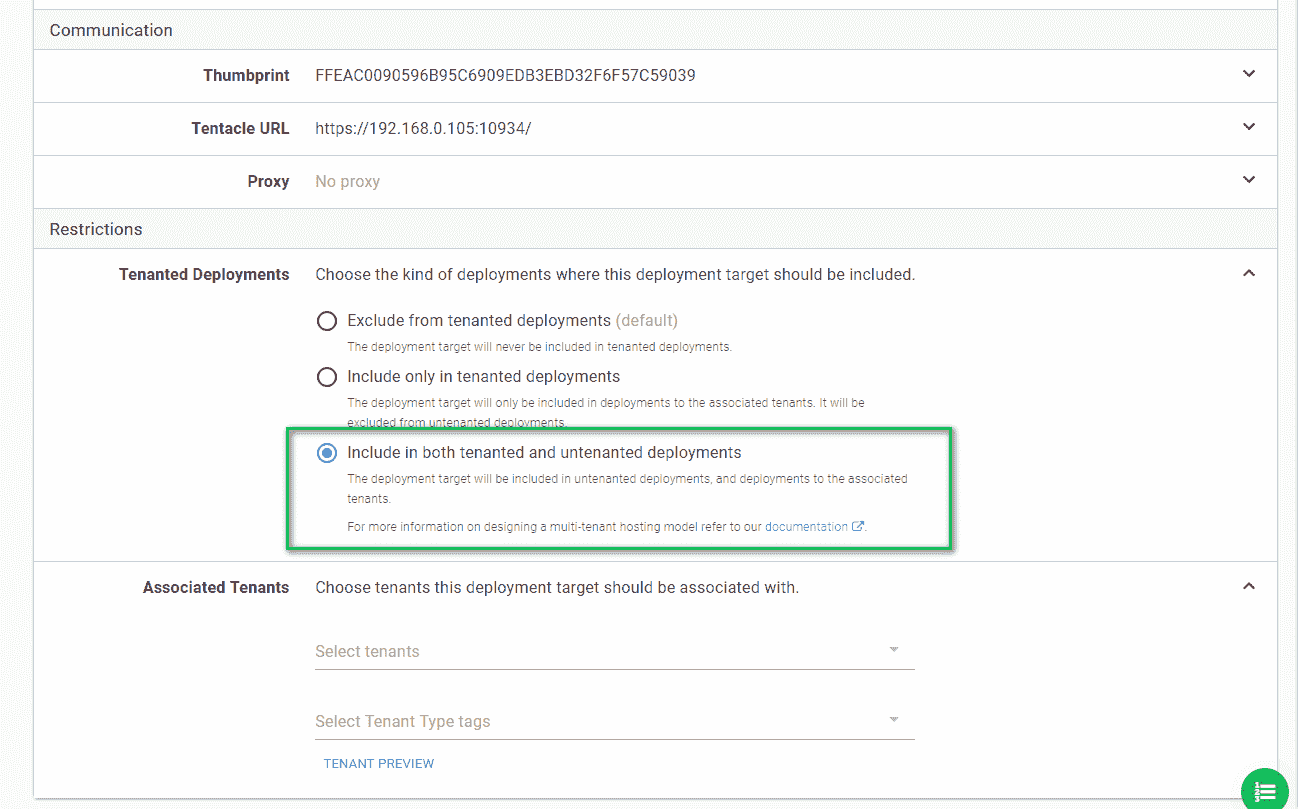 Communication
Thumbprint FFEAC0090596B95C6909EDB3EBD32F6F57C59039
Tentacle URL https://192.168.0.105:10934/
Proxy No proxy
Restrictions
Tenanted Deployments Choose the kind of deployments where this deployment target should be included.
Exclude from tenanted deployments (default)
The deployment target will never be included in tenanted deployments.
Include only in tenanted deployments
The deployment target will only be included in deployments to the associated tenants. It will be
excluded from untenanted deployments.
Include in both tenanted and untenanted deployments
The deployment target will be included in untenanted deployments, and deployments to the associated
tenants.
For more information on designing a multi-tenant hosting model refer to our documentation.
Associated Tenants Choose tenants this deployment target should be associated with.
Select tenants
Select Tenant Type tags
TENANT PREVIEW